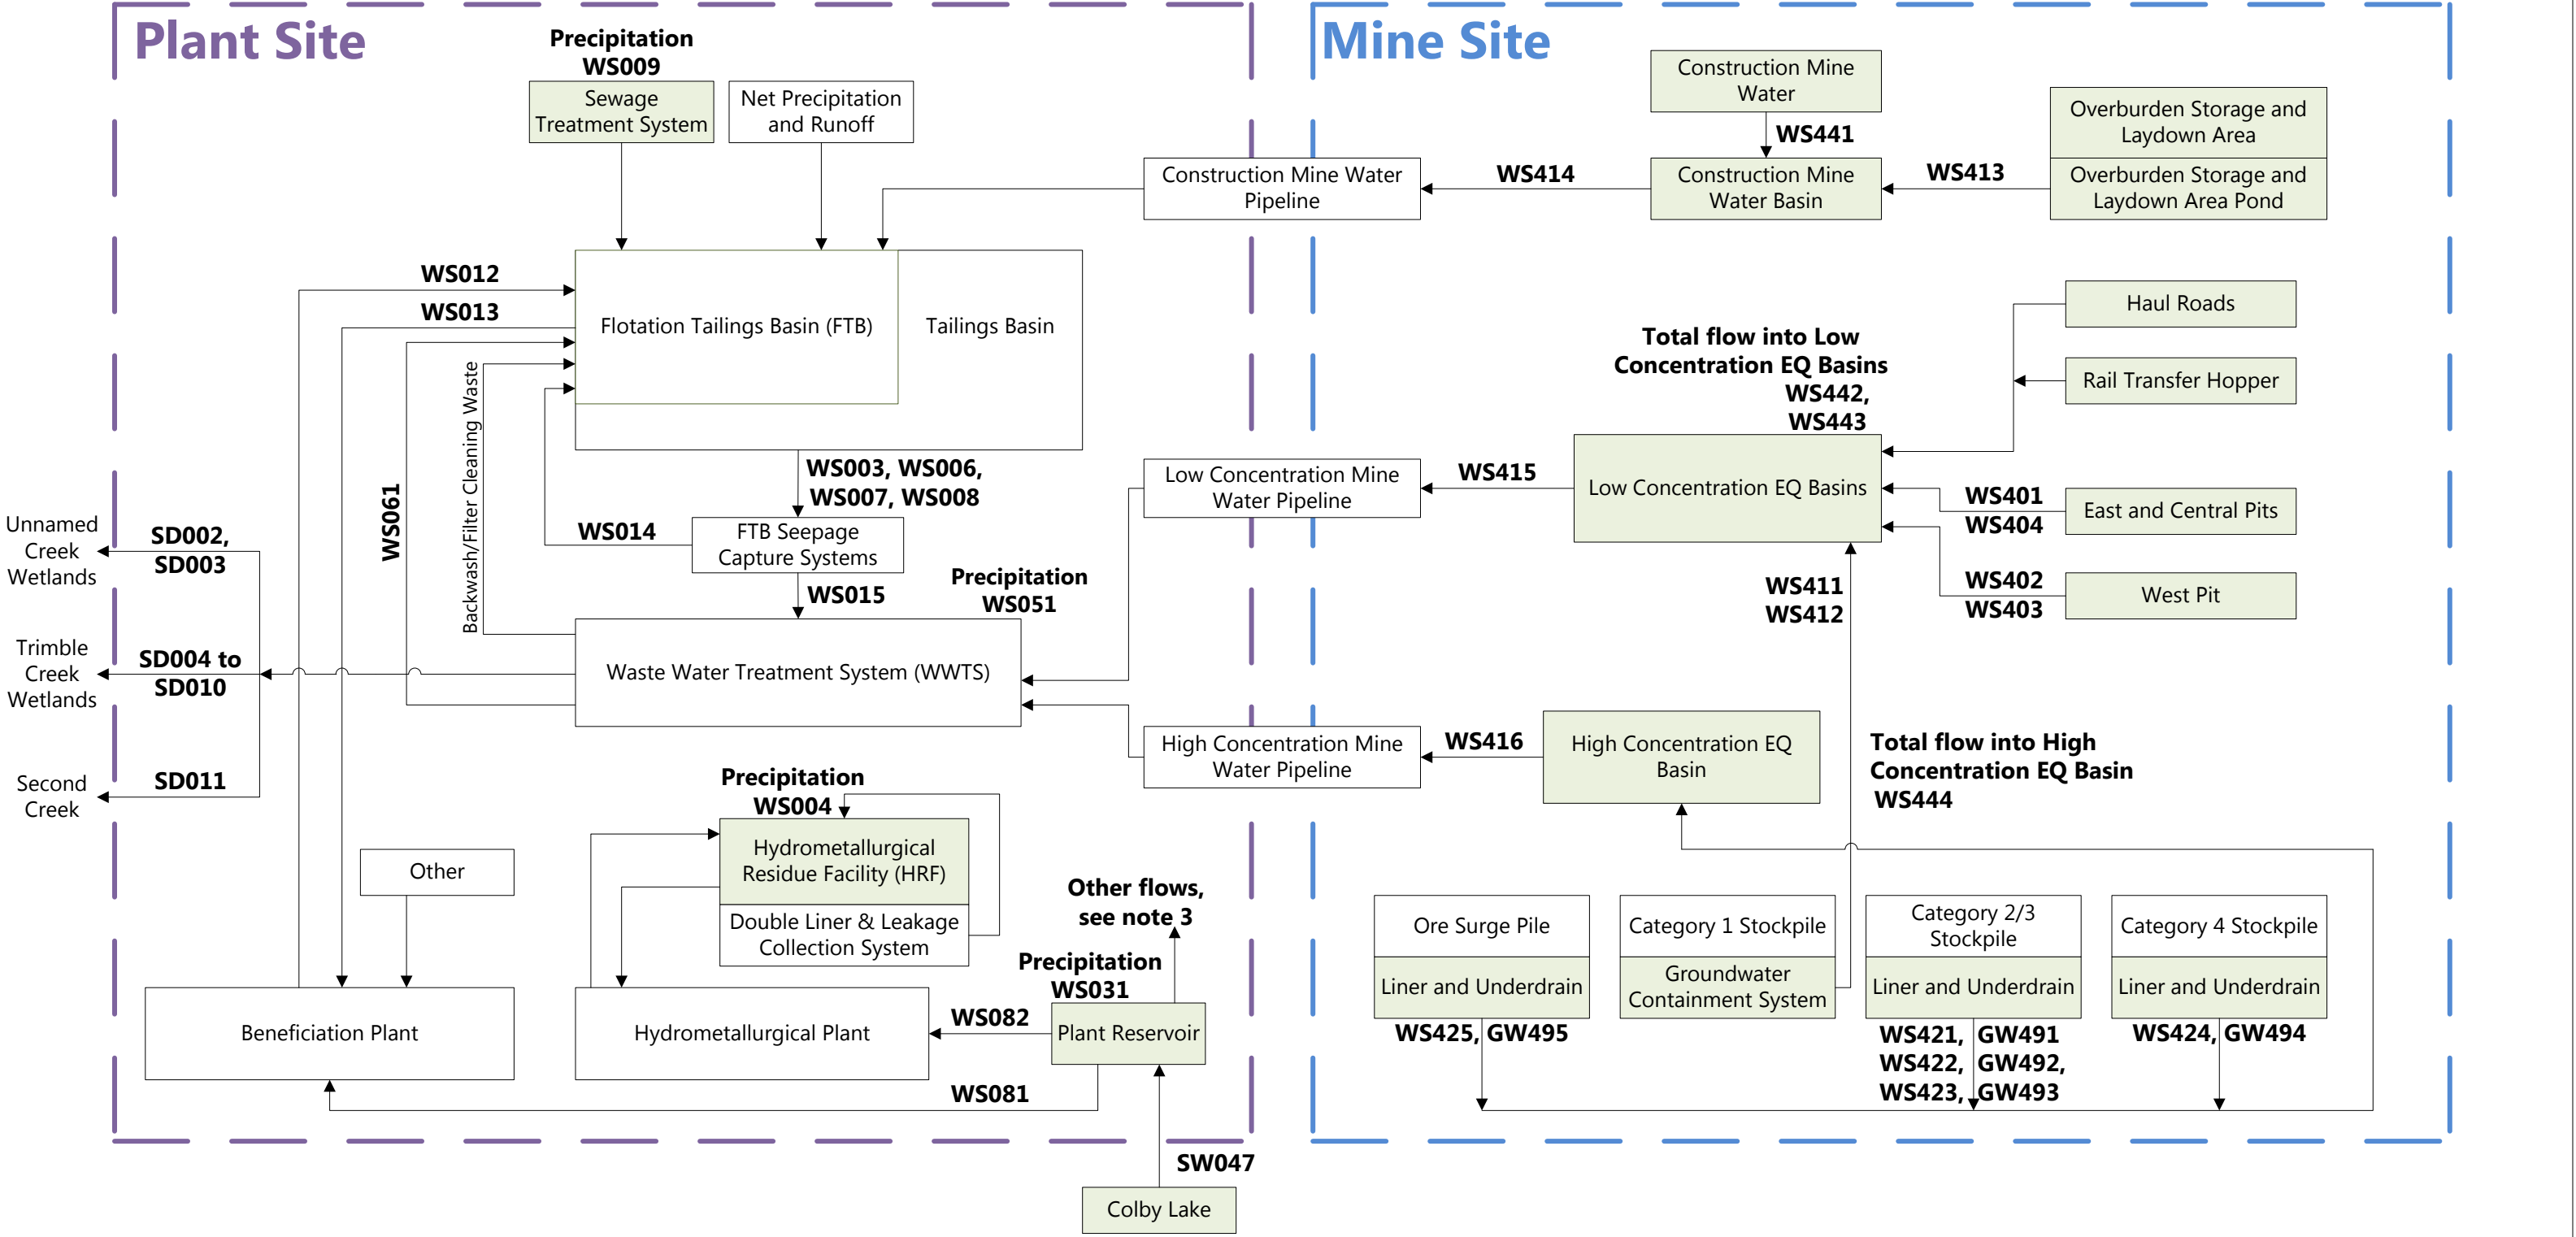 Plant Site
Mine Site
Precipitation
WS009
Sewage
Treatment System
Net Precipitation
and Runoff
Construction Mine
Water
WS441
Overburden Storage and
Laydown Area
Overburden Storage and
Laydown Area Pond
WS413
Construction Mine
Water Basin
WS414
Construction Mine Water
Pipeline
WS012
WS013
Flotation Tailings Basin (FTB)
Tailings Basin
WS061
Backwash/Filter Cleaning Waste
WS003, WS006,
WS007, WS008
WS014
FTB Seepage
Capture Systems
WS015
Precipitation
WS051
Waste Water Treatment System (WWTS)
Unnamed
Creek
Wetlands
SD002,
SD003
Trimble
Creek
Wetlands
SD004 to
SD010
Second
Creek
SD011
Total flow into Low
Concentration EQ Basins
WS442,
WS443
Haul Roads
Rail Transfer Hopper
Low Concentration Mine
Water Pipeline
WS415
Low Concentration EQ Basins
WS401
WS404
East and Central Pits
WS402
WS403
West Pit
WS411
WS412
High Concentration Mine
Water Pipeline
WS416
High Concentration EQ
Basin
Total flow into High
Concentration EQ Basin
WS444
Precipitation
WS004
Hydrometallurgical
Residue Facility (HRF)
Double Liner & Leakage
Collection System
Other
Other flows,
see note 3
Precipitation
WS031
Beneficiation Plant
Hydrometallurgical Plant
WS082
Plant Reservoir
WS081
SW047
Colby Lake
Ore Surge Pile
Liner and Underdrain
WS425, GW495
Category 1 Stockpile
Groundwater
Containment System
Category 2/3
Stockpile
Liner and Underdrain
WS421, GW491
WS422, GW492,
WS423, GW493
Category 4 Stockpile
Liner and Underdrain
WS424, GW494